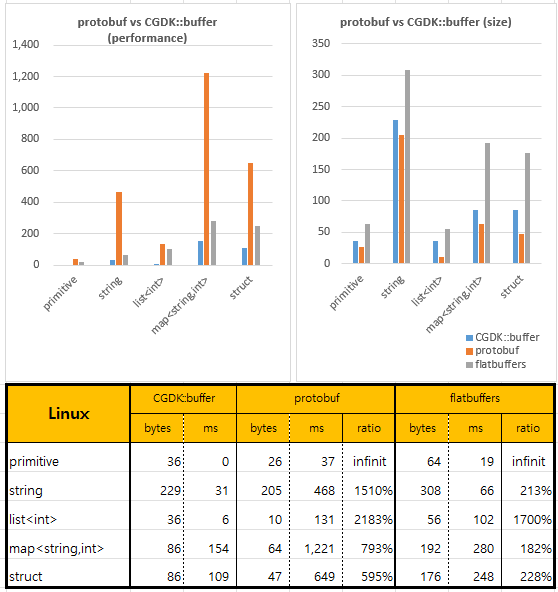 protobuf vs CGDK::buffer
(performance)
1,400
1,200
1,000
800
600
400
200
0
primitive
string
list<int>
map<string,int>
struct
protobuf vs CGDK::buffer (size)
350
300
250
200
150
100
50
0
primitive
string
list<int>
map<string,int>
struct
CGDK::buffer
protobuf
flatbuffers
Linux CGDK::buffer protobuf flatbuffers
bytes ms bytes ms ratio bytes ms ratio
primitive 36 0 26 37 infinit 64 19 infinit
string 229 31 205 468 1510% 308 66 213%
list<int> 36 6 10 131 2183% 56 102 1700%
map<string,int> 86 154 64 1,221 793% 192 280 182%
struct 86 109 47 649 595% 176 248 228%